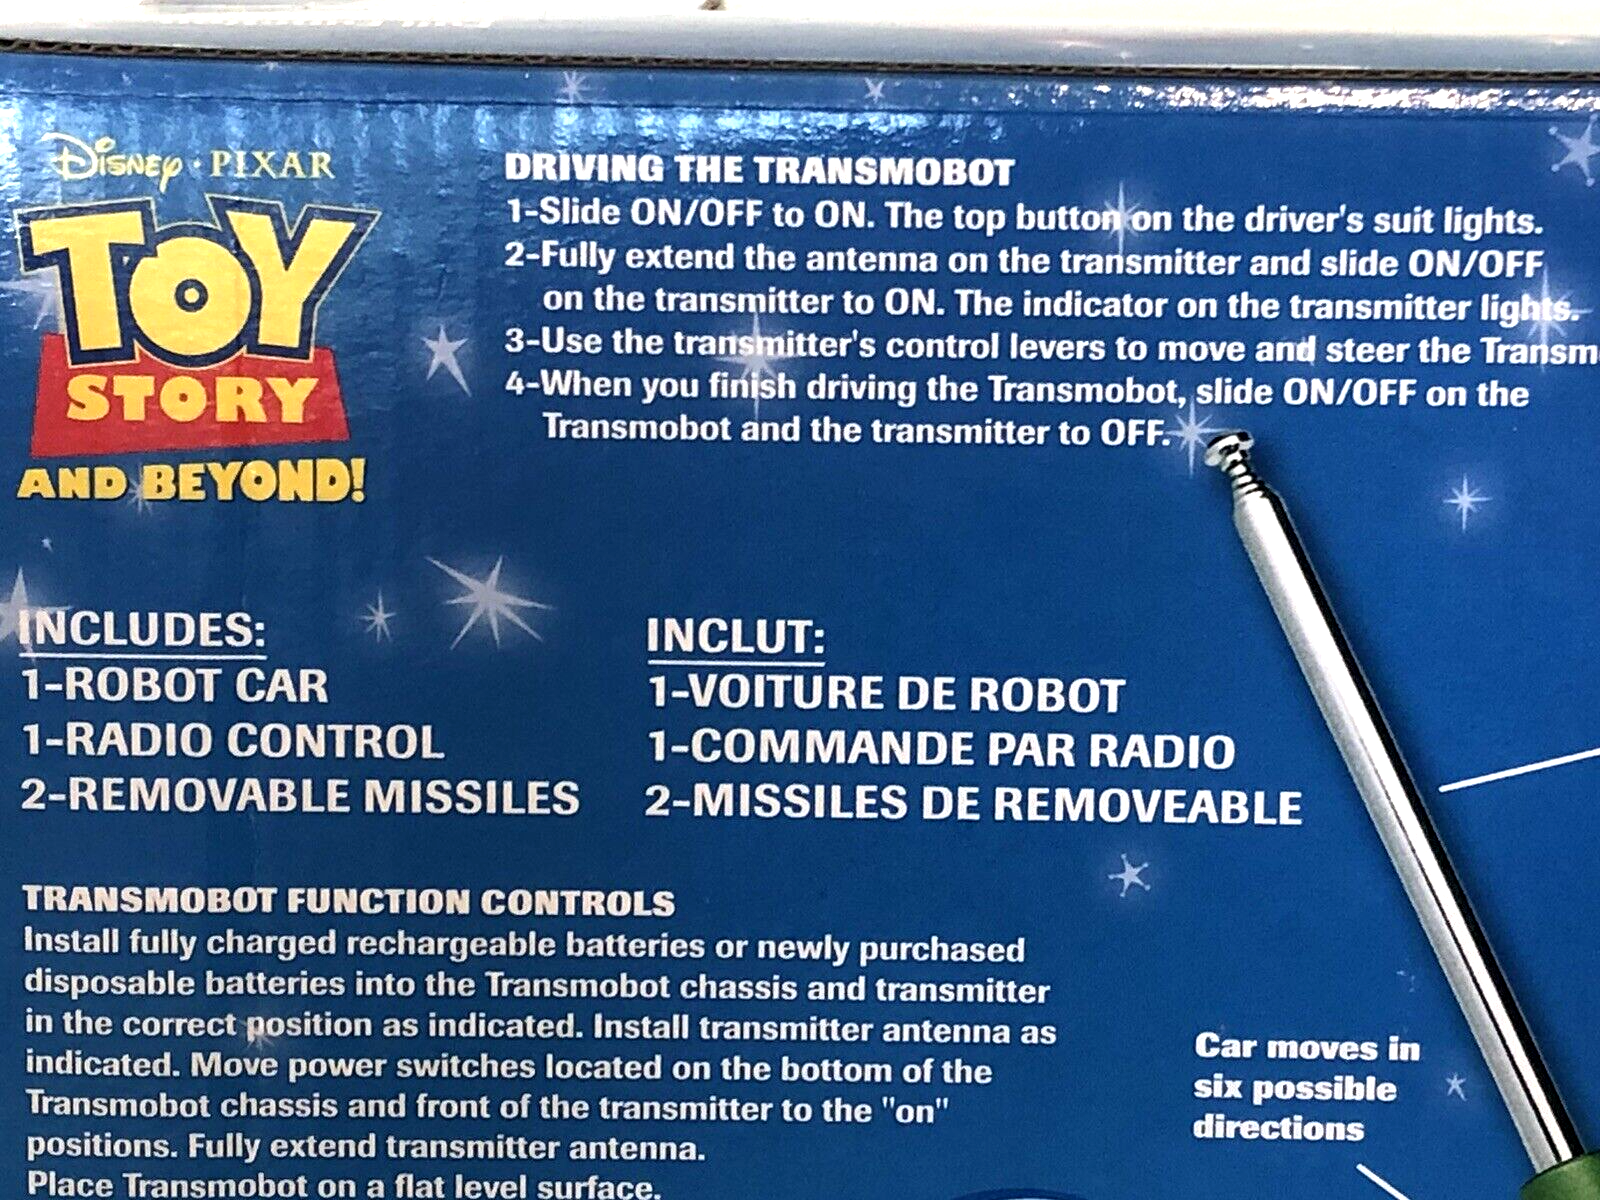 DISNEY · PIXAR
TOY
STORY
AND BEYOND!
DRIVING THE TRANSMOBOT
1-Slide ON/OFF to ON. The top button on the driver's suit lights.
2-Fully extend the antenna on the transmitter and slide ON/OFF
on the transmitter to ON. The indicator on the transmitter lights.
3-Use the transmitter's control levers to move and steer the Transm
4-When you finish driving the Transmobot, slide ON/OFF on the
Transmobot and the transmitter to OFF.
INCLUDES:
1-ROBOT CAR
1-RADIO CONTROL
2-REMOVABLE MISSILES
INCLUT:
1-VOITURE DE ROBOT
1-COMMANDE PAR RADIO
2-MISSILES DE REMOVEABLE
TRANSMOBOT FUNCTION CONTROLS
Install fully charged rechargeable batteries or newly purchased
disposable batteries into the Transmobot chassis and transmitter
in the correct position as indicated. Install transmitter antenna as
indicated. Move power switches located on the bottom of the
Transmobot chassis and front of the transmitter to the "on"
positions. Fully extend transmitter antenna.
Place Transmobot on a flat level surface.
Car moves in
six possible
directions